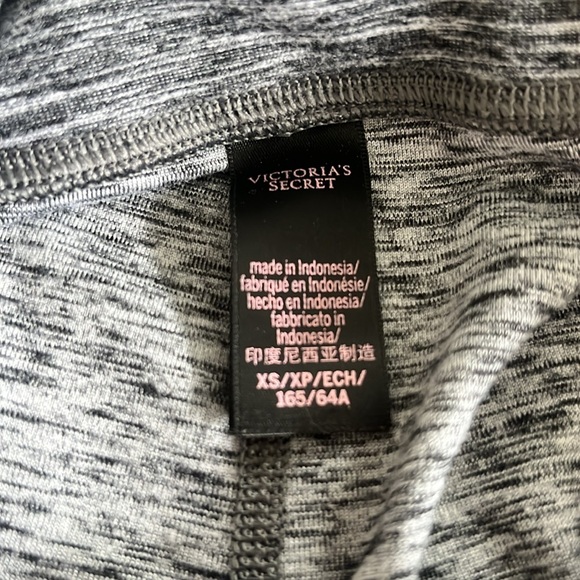 VICTORIA'S
SECRET
made in Indonesia/
fabriqué en Indonésie/
hecho en Indonesia/
fabbricato in
Indonesia/
印度尼西亚制造
XS/XP/ECH/
165/64A